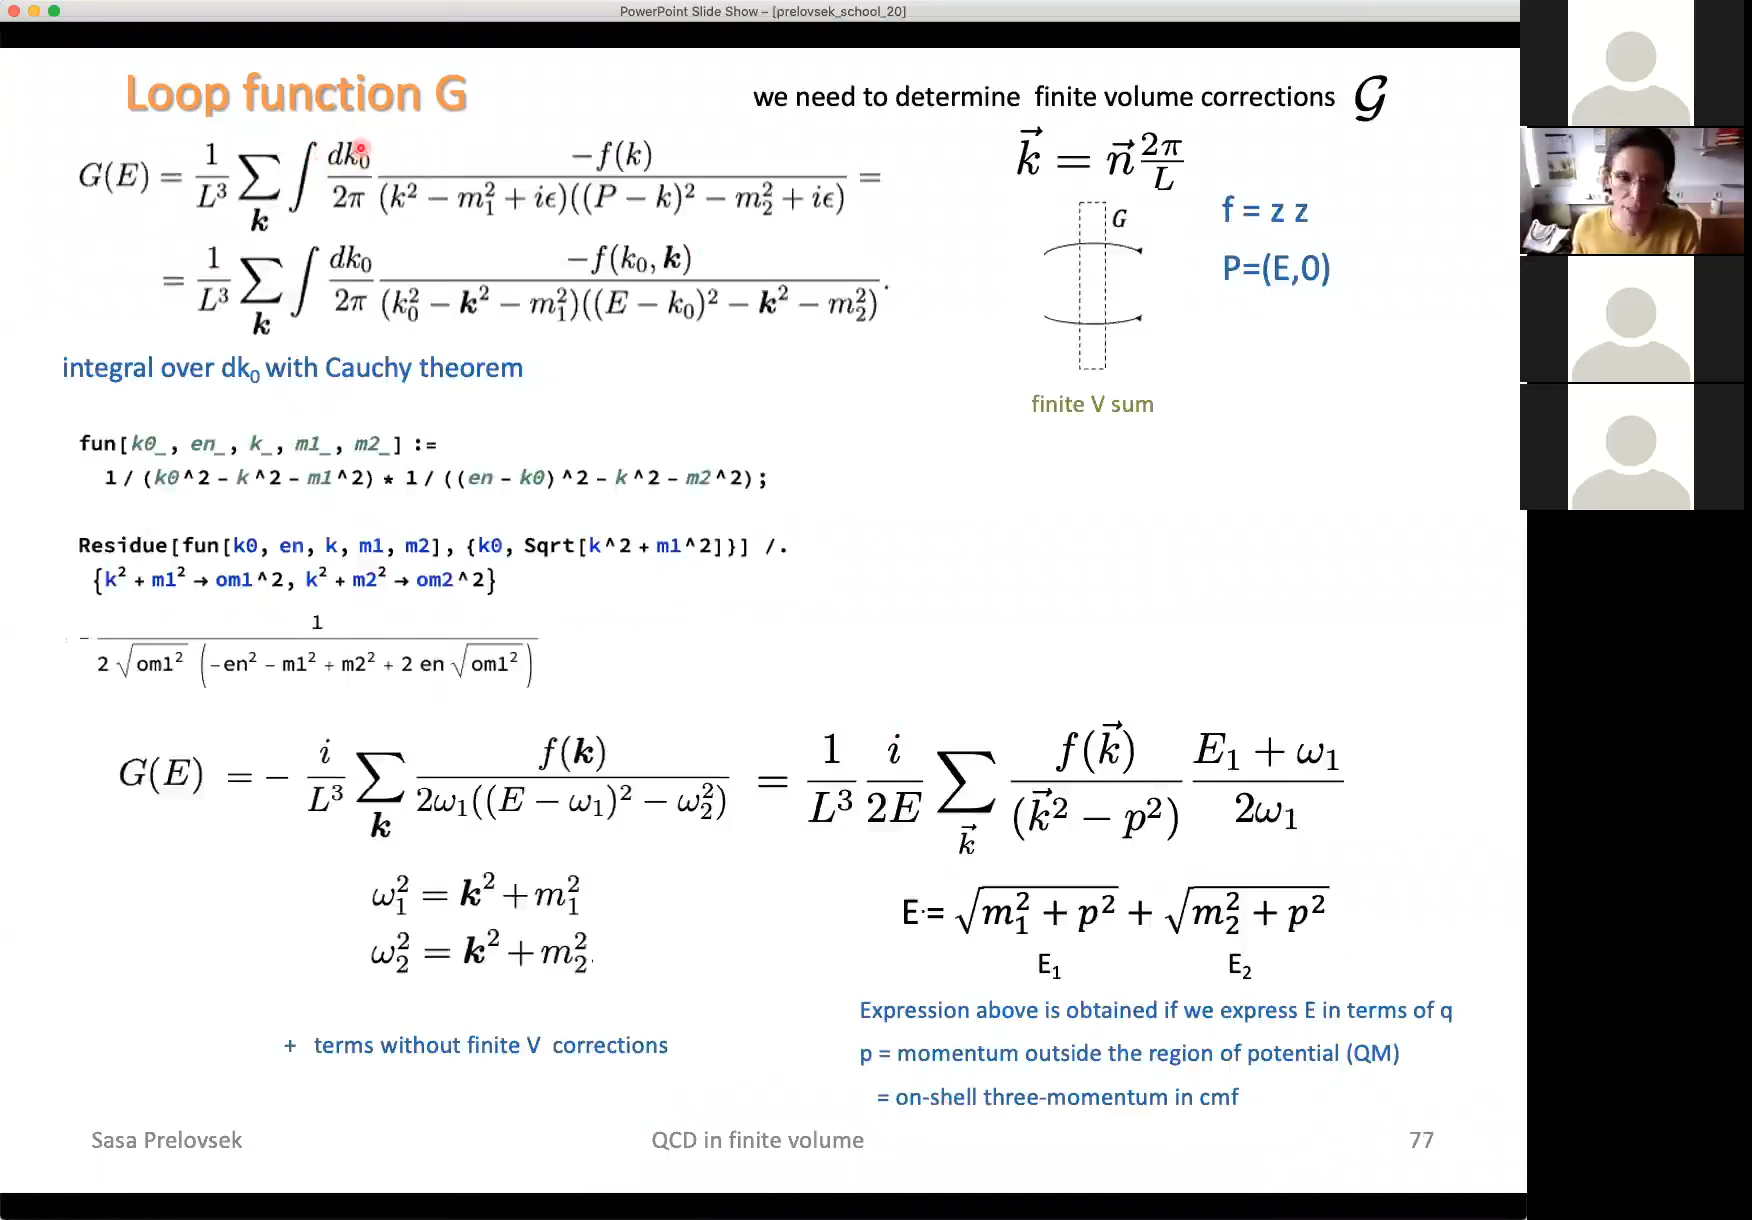 PowerPoint Slide Show – [prelovsek_school_20]
Loop function G
we need to determine finite volume corrections 𝒢
G(E) = 1/L³ ∑_k ∫ dk₀/2π −f(k)/((k² − m₁² + iϵ)((P − k)² − m₂² + iϵ)) =
= 1/L³ ∑_k ∫ dk₀/2π −f(k₀, k)/((k₀² − k² − m₁²)((E − k₀)² − k² − m₂²)).
k⃗ = n⃗ 2π/L
G
f = z z
P=(E,0)
finite V sum
integral over dk₀ with Cauchy theorem
fun[k0_, en_, k_, m1_, m2_] :=
1 / (k0^2 - k^2 - m1^2) * 1 / ((en - k0)^2 - k^2 - m2^2);
Residue[fun[k0, en, k, m1, m2], {k0, Sqrt[k^2 + m1^2]}] /.
{k² + m1² → om1^2, k² + m2² → om2^2}
- 1/(2 √om1² (-en² - m1² + m2² + 2 en √om1²))
G(E) = − i/L³ ∑_k f(k)/(2ω₁((E − ω₁)² − ω₂²)) = 1/L³ i/2E ∑_k⃗ f(k⃗)/(k⃗² − p²) (E₁ + ω₁)/2ω₁
ω₁² = k² + m₁²
ω₂² = k² + m₂².
E = √(m₁² + p²) + √(m₂² + p²)
E₁ E₂
+ terms without finite V corrections
Expression above is obtained if we express E in terms of q
p = momentum outside the region of potential (QM)
= on-shell three-momentum in cmf
Sasa Prelovsek
QCD in finite volume
77